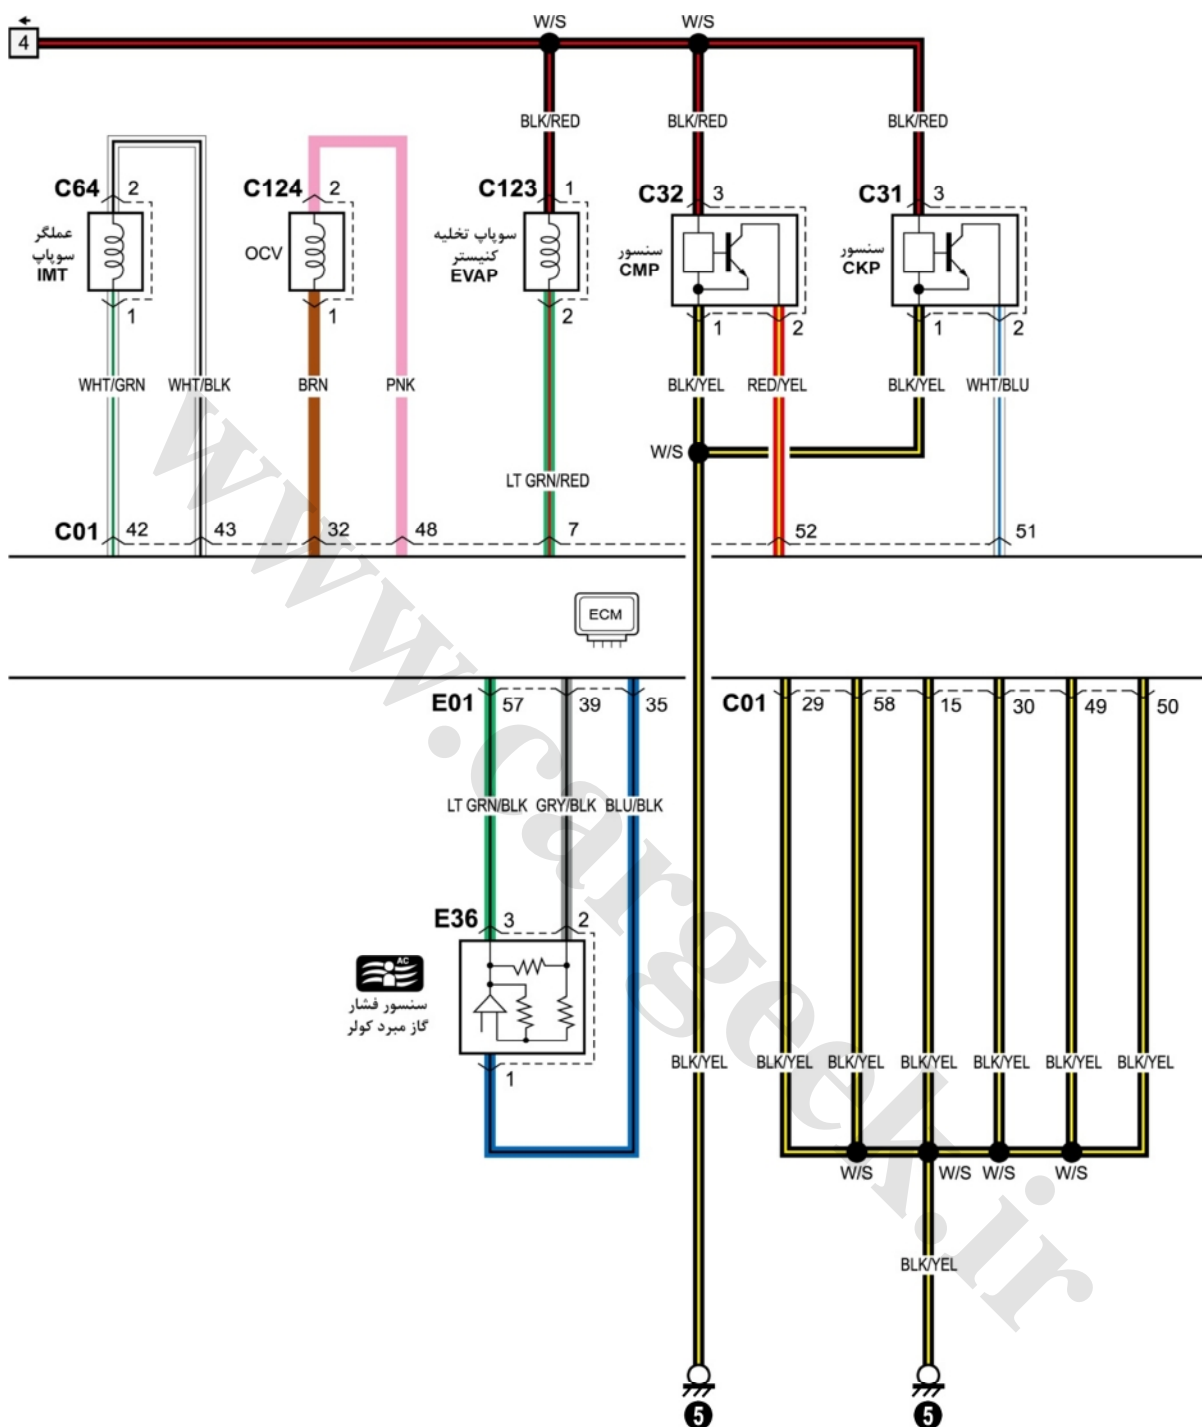 4
W/S W/S
BLK/RED BLK/RED BLK/RED
C64 2 C124 2 C123 1 C32 3 C31 3
عملگر
سوپاپ
IMT
OCV
سوپاپ تخلیه
کنیستر
EVAP
سنسور
CMP
سنسور
CKP
1 1 2 1 2 1 2
WHT/GRN WHT/BLK BRN PNK BLK/YEL RED/YEL BLK/YEL WHT/BLU
W/S
LT GRN/RED
C01 42 43 32 48 7 52 51
ECM
E01 57 39 35 C01 29 58 15 30 49 50
LT GRN/BLK GRY/BLK BLU/BLK
E36 3 2
AC
سنسور فشار
گاز مبرد کولر
1
BLK/YEL BLK/YEL BLK/YEL BLK/YEL BLK/YEL BLK/YEL BLK/YEL
W/S W/S W/S W/S
BLK/YEL
5 5
www.cargeek.ir